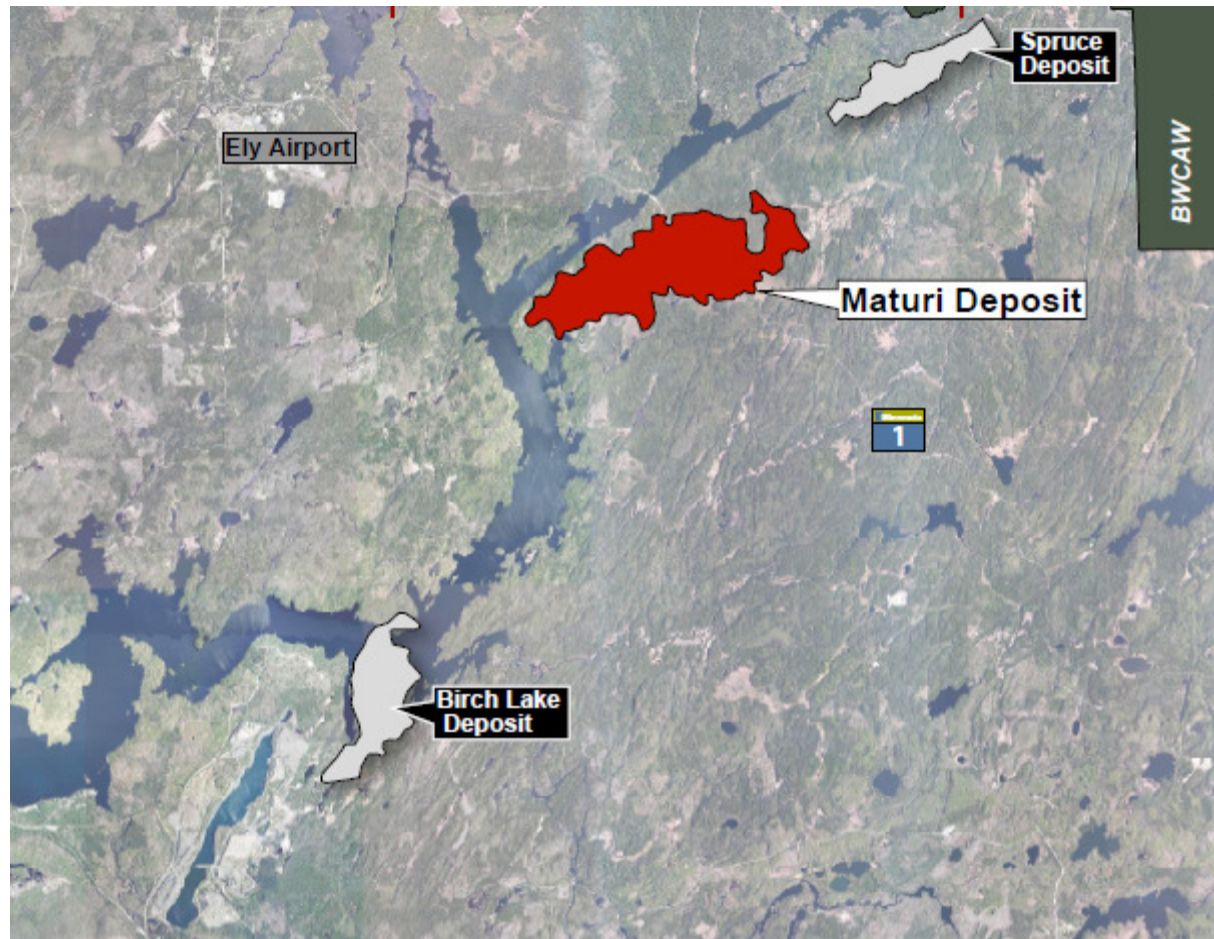 Spruce
Deposit
Ely Airport
BWCAW
Maturi Deposit
1
Birch Lake
Deposit